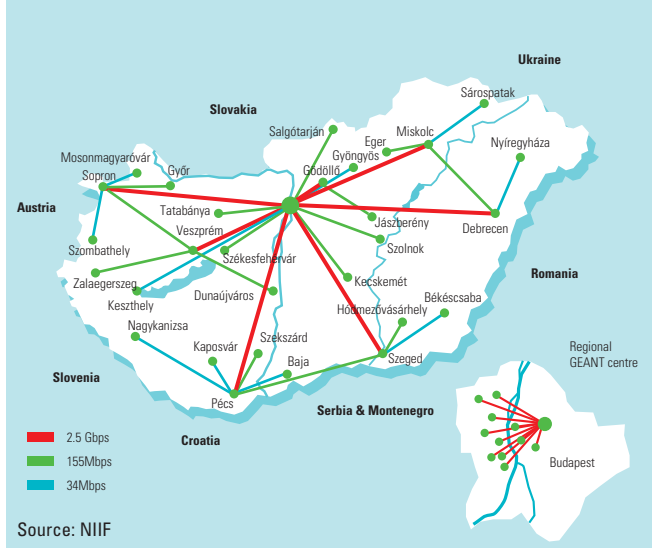 Ukraine
Sárospatak
Slovakia
Salgótarján
Miskolc
Eger
Nyíregyháza
Gyöngyös
Mosonmagyaróvár
Győr
Gödöllő
Sopron
Austria
Tatabánya
Jászberény
Debrecen
Veszprém
Szolnok
Szombathely
Székesfehérvár
Romania
Zalaegerszeg
Kecskemét
Dunaújváros
Békéscsaba
Keszthely
Hódmezővásárhely
Nagykanizsa
Szekszárd
Kaposvár
Regional
GEANT centre
Baja
Szeged
Slovenia
Pécs
Serbia & Montenegro
Croatia
2.5 Gbps
155Mbps
34Mbps
Budapest
Source: NIIF